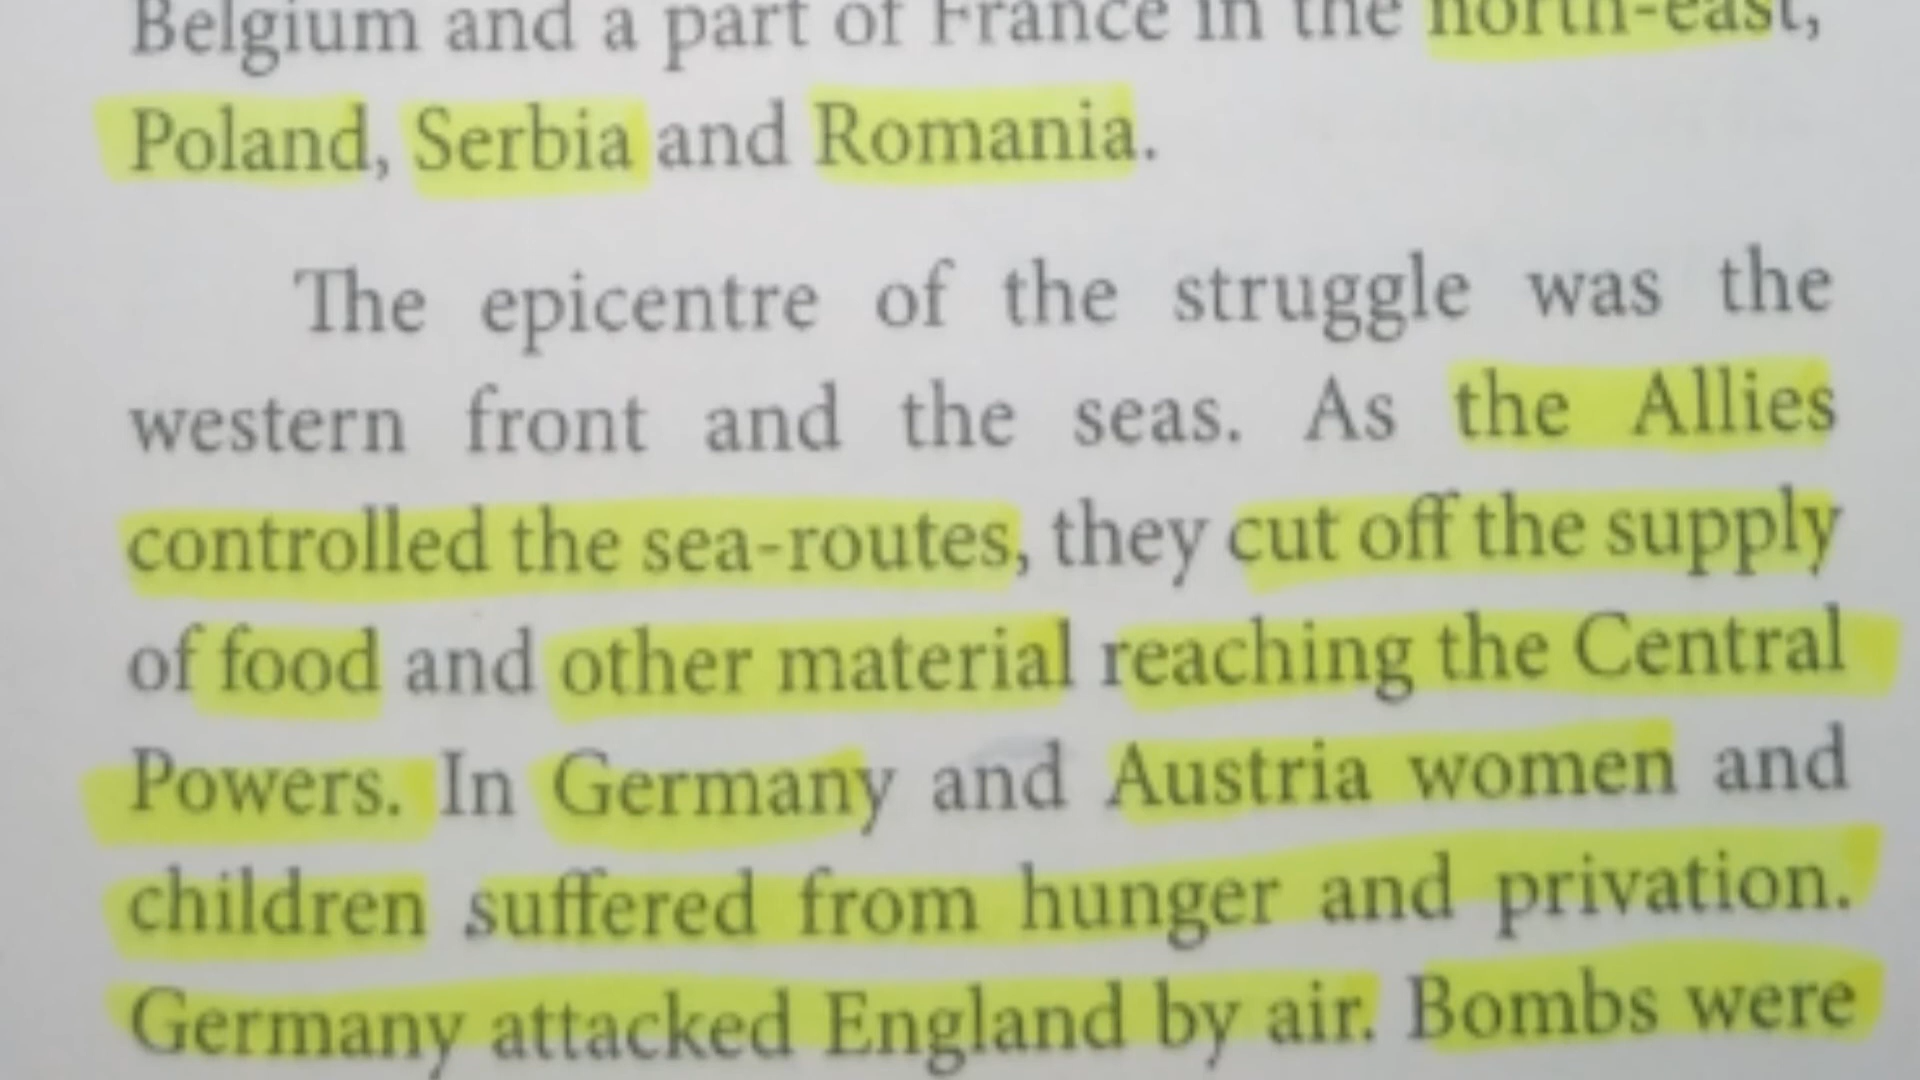 Belgium and a part of France in the north-east,
Poland, Serbia and Romania.
The epicentre of the struggle was the
western front and the seas. As the Allies
controlled the sea-routes, they cut off the supply
of food and other material reaching the Central
Powers. In Germany and Austria women and
children suffered from hunger and privation.
Germany attacked England by air. Bombs were